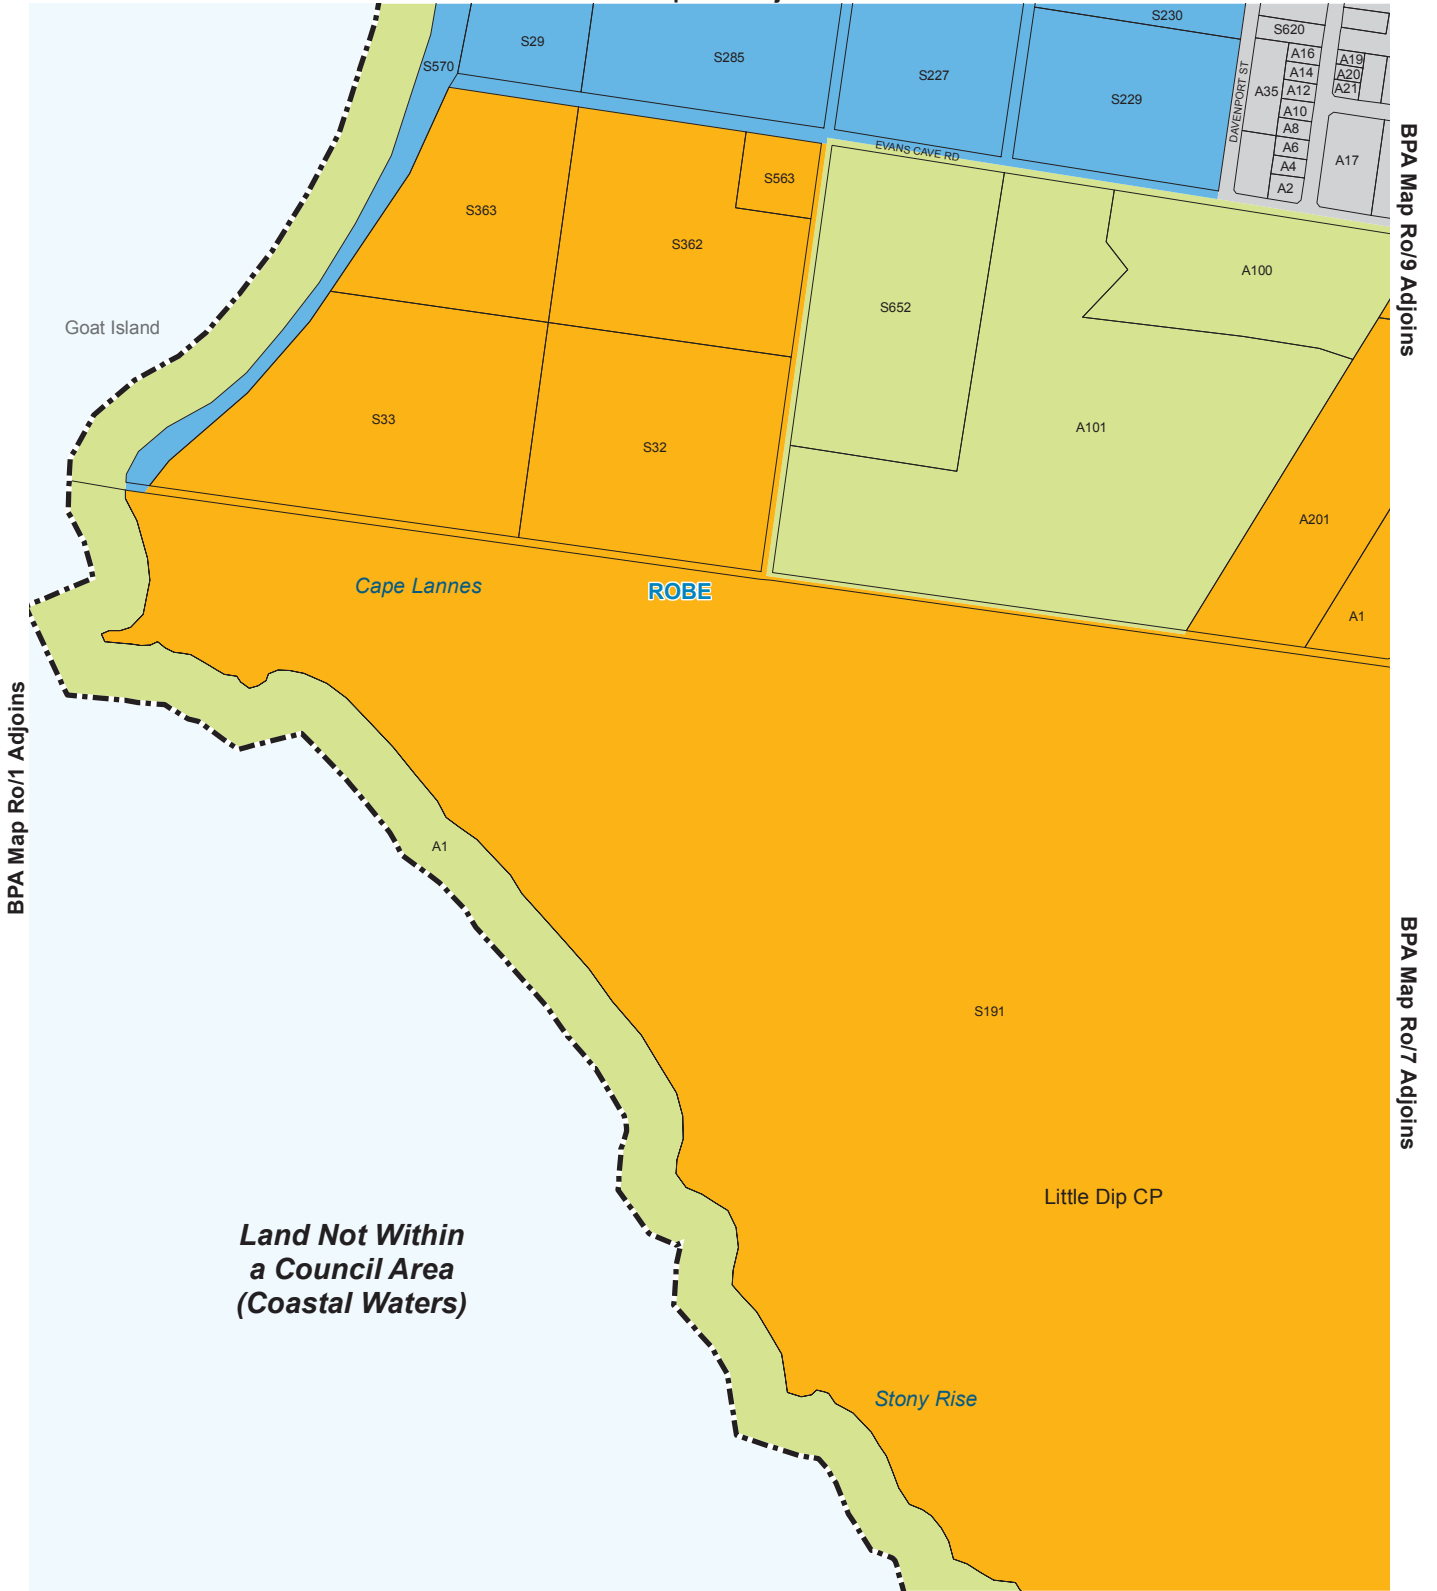 S230
S620
S29
S285
S570
S227
S229
DAVENPORT ST
A35
A16
A14
A12
A10
A8
A6
A4
A2
A19
A20
A21
A17
EVANS CAVE RD
BPA Map Ro/9 Adjoins
S563
S363
S362
S652
A100
Goat Island
S33
S32
A101
A201
Cape Lannes
ROBE
A1
BPA Map Ro/1 Adjoins
A1
S191
BPA Map Ro/7 Adjoins
Little Dip CP
Land Not Within
a Council Area
(Coastal Waters)
Stony Rise